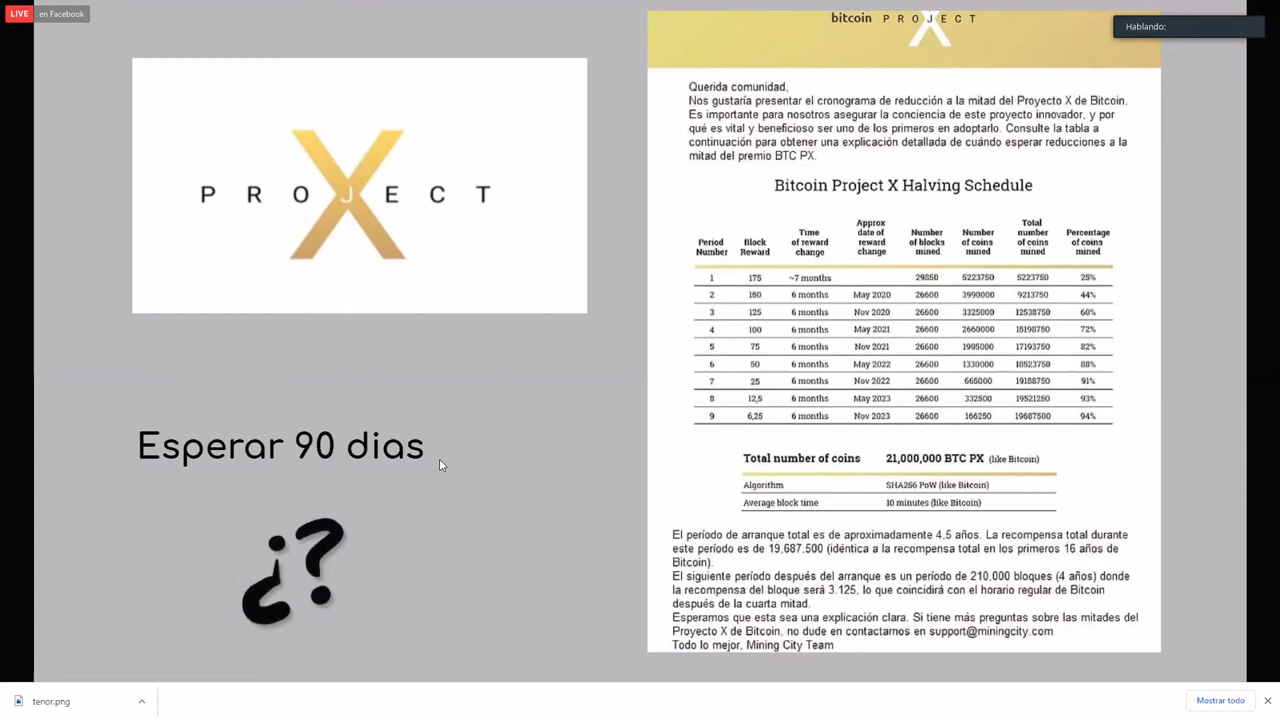 LIVE en Facebook
Hablando:
bitcoin PROJECT
X
PROJECT
X
Querida comunidad,
Nos gustaría presentar el cronograma de reducción a la mitad del Proyecto X de Bitcoin.
Es importante para nosotros asegurar la conciencia de este proyecto innovador, y por
qué es vital y beneficioso ser uno de los primeros en adoptarlo. Consulte la tabla a
continuación para obtener una explicación detallada de cuándo esperar reducciones a la
mitad del premio BTC PX.
Bitcoin Project X Halving Schedule
Period Number Block Reward Time of reward change Approx date of reward change Number of blocks mined Number of coins mined Total number of coins mined Percentage of coins mined
1 175 ~7 months 29850 5223750 5223750 25%
2 150 6 months May 2020 26600 3990000 9213750 44%
3 125 6 months Nov 2020 26600 3325000 12538750 60%
4 100 6 months May 2021 26600 2660000 15198750 72%
5 75 6 months Nov 2021 26600 1995000 17193750 82%
6 50 6 months May 2022 26600 1330000 18523750 88%
7 25 6 months Nov 2022 26600 665000 19188750 91%
8 12,5 6 months May 2023 26600 332500 19521250 93%
9 6,25 6 months Nov 2023 26600 166250 19687500 94%
Esperar 90 dias
¿?
Total number of coins 21,000,000 BTC PX (like Bitcoin)
Algorithm SHA256 PoW (like Bitcoin)
Average block time 10 minutes (like Bitcoin)
El período de arranque total es de aproximadamente 4,5 años. La recompensa total durante
este período es de 19,687,500 (idéntica a la recompensa total en los primeros 16 años de
Bitcoin).
El siguiente período después del arranque es un período de 210,000 bloques (4 años) donde
la recompensa del bloque será 3.125, lo que coincidirá con el horario regular de Bitcoin
después de la cuarta mitad.
Esperamos que esta sea una explicación clara. Si tiene más preguntas sobre las mitades del
Proyecto X de Bitcoin, no dude en contactarnos en support@miningcity.com
Todo lo mejor, Mining City Team
tenor.png
Mostrar todo